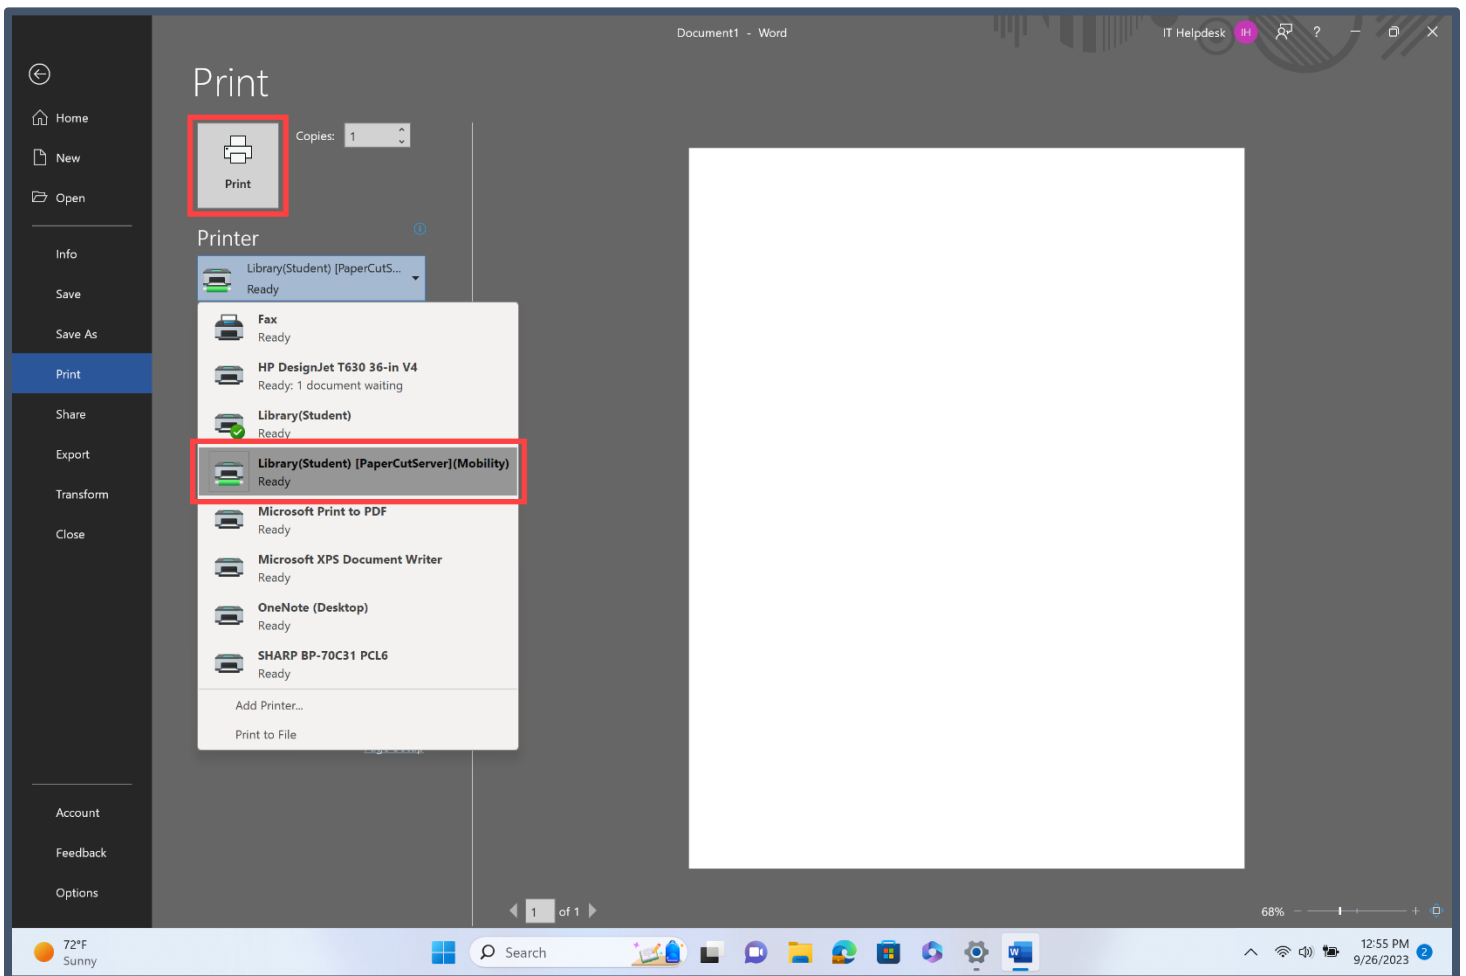 Document1 - Word
IT Helpdesk
IH
?
Print
Home
New
Open
Info
Save
Save As
Print
Share
Export
Transform
Close
Account
Feedback
Options
Print
Copies: 1
Printer
Library(Student) [PaperCutS...
Ready
Fax
Ready
HP DesignJet T630 36-in V4
Ready: 1 document waiting
Library(Student)
Ready
Library(Student) [PaperCutServer](Mobility)
Ready
Microsoft Print to PDF
Ready
Microsoft XPS Document Writer
Ready
OneNote (Desktop)
Ready
SHARP BP-70C31 PCL6
Ready
Add Printer...
Print to File
1 of 1
68%
72°F
Sunny
Search
W
12:55 PM
9/26/2023
2